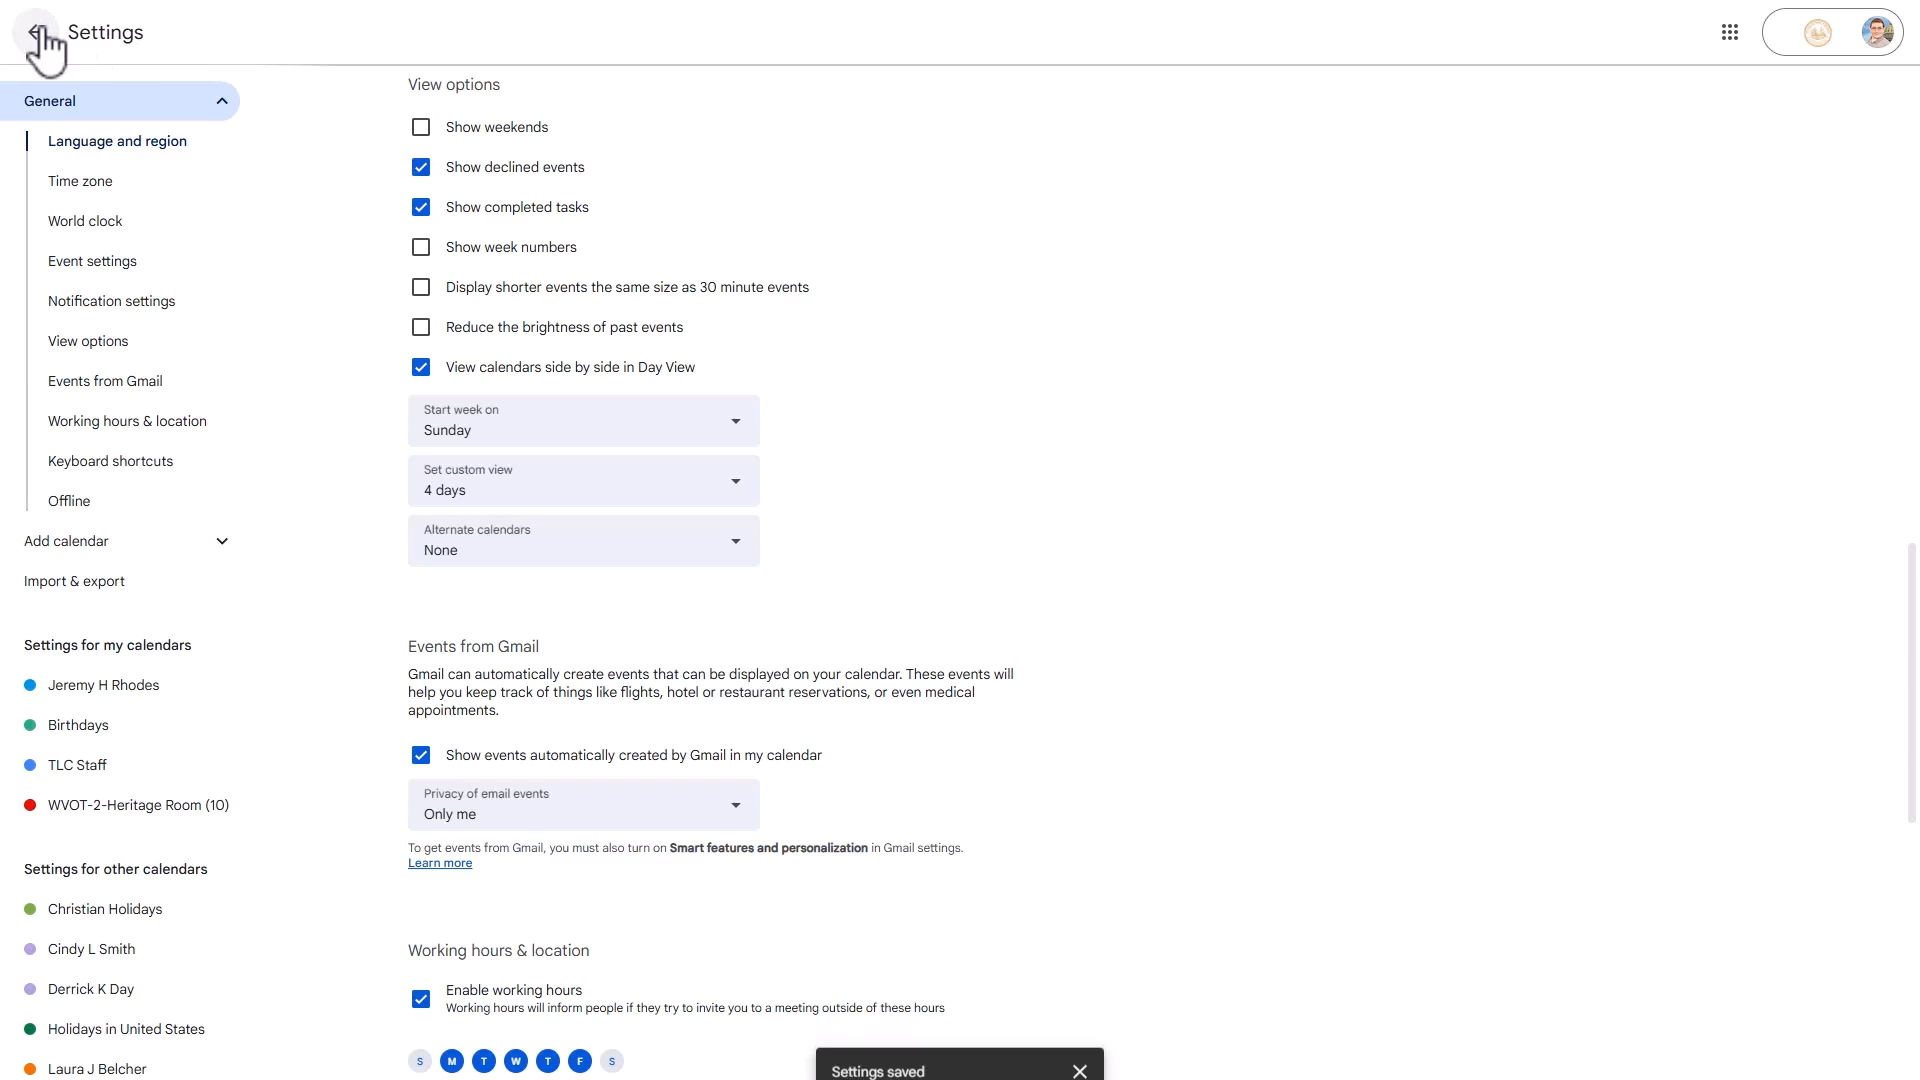 Settings
General
Language and region
Time zone
World clock
Event settings
Notification settings
View options
Events from Gmail
Working hours & location
Keyboard shortcuts
Offline
Add calendar
Import & export
Settings for my calendars
Jeremy H Rhodes
Birthdays
TLC Staff
WVOT-2-Heritage Room (10)
Settings for other calendars
Christian Holidays
Cindy L Smith
Derrick K Day
Holidays in United States
Laura J Belcher
View options
Show weekends
Show declined events
Show completed tasks
Show week numbers
Display shorter events the same size as 30 minute events
Reduce the brightness of past events
View calendars side by side in Day View
Start week on
Sunday
Set custom view
4 days
Alternate calendars
None
Events from Gmail
Gmail can automatically create events that can be displayed on your calendar. These events will
help you keep track of things like flights, hotel or restaurant reservations, or even medical
appointments.
Show events automatically created by Gmail in my calendar
Privacy of email events
Only me
To get events from Gmail, you must also turn on Smart features and personalization in Gmail settings.
Learn more
Working hours & location
Enable working hours
Working hours will inform people if they try to invite you to a meeting outside of these hours
S M T W T F S
Settings saved